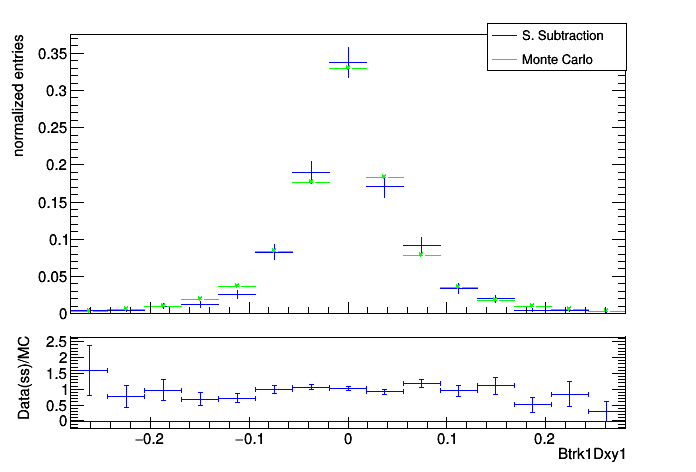 S. Subtraction
Monte Carlo
normalized entries
0.35
0.3
0.25
0.2
0.15
0.1
0.05
0
Data(ss)/MC
2.5
2
1.5
1
0.5
0
−0.2 −0.1 0 0.1 0.2
Btrk1Dxy1